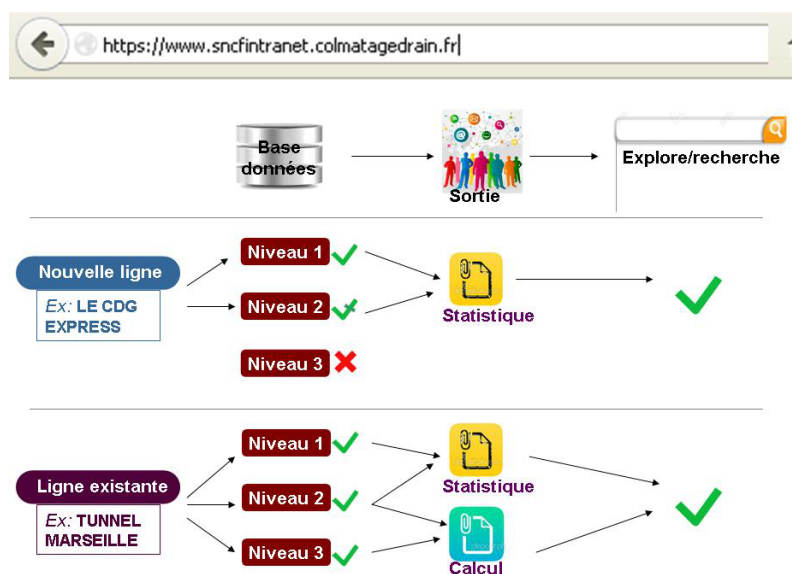 https://www.sncfintranet.colmatagedrain.fr
Base
données
Sortie
Explore/recherche
Nouvelle ligne
Ex: LE CDG
EXPRESS
Niveau 1
Niveau 2
Niveau 3
Statistique
Ligne existante
Ex: TUNNEL
MARSEILLE
Niveau 1
Niveau 2
Niveau 3
Statistique
Calcul